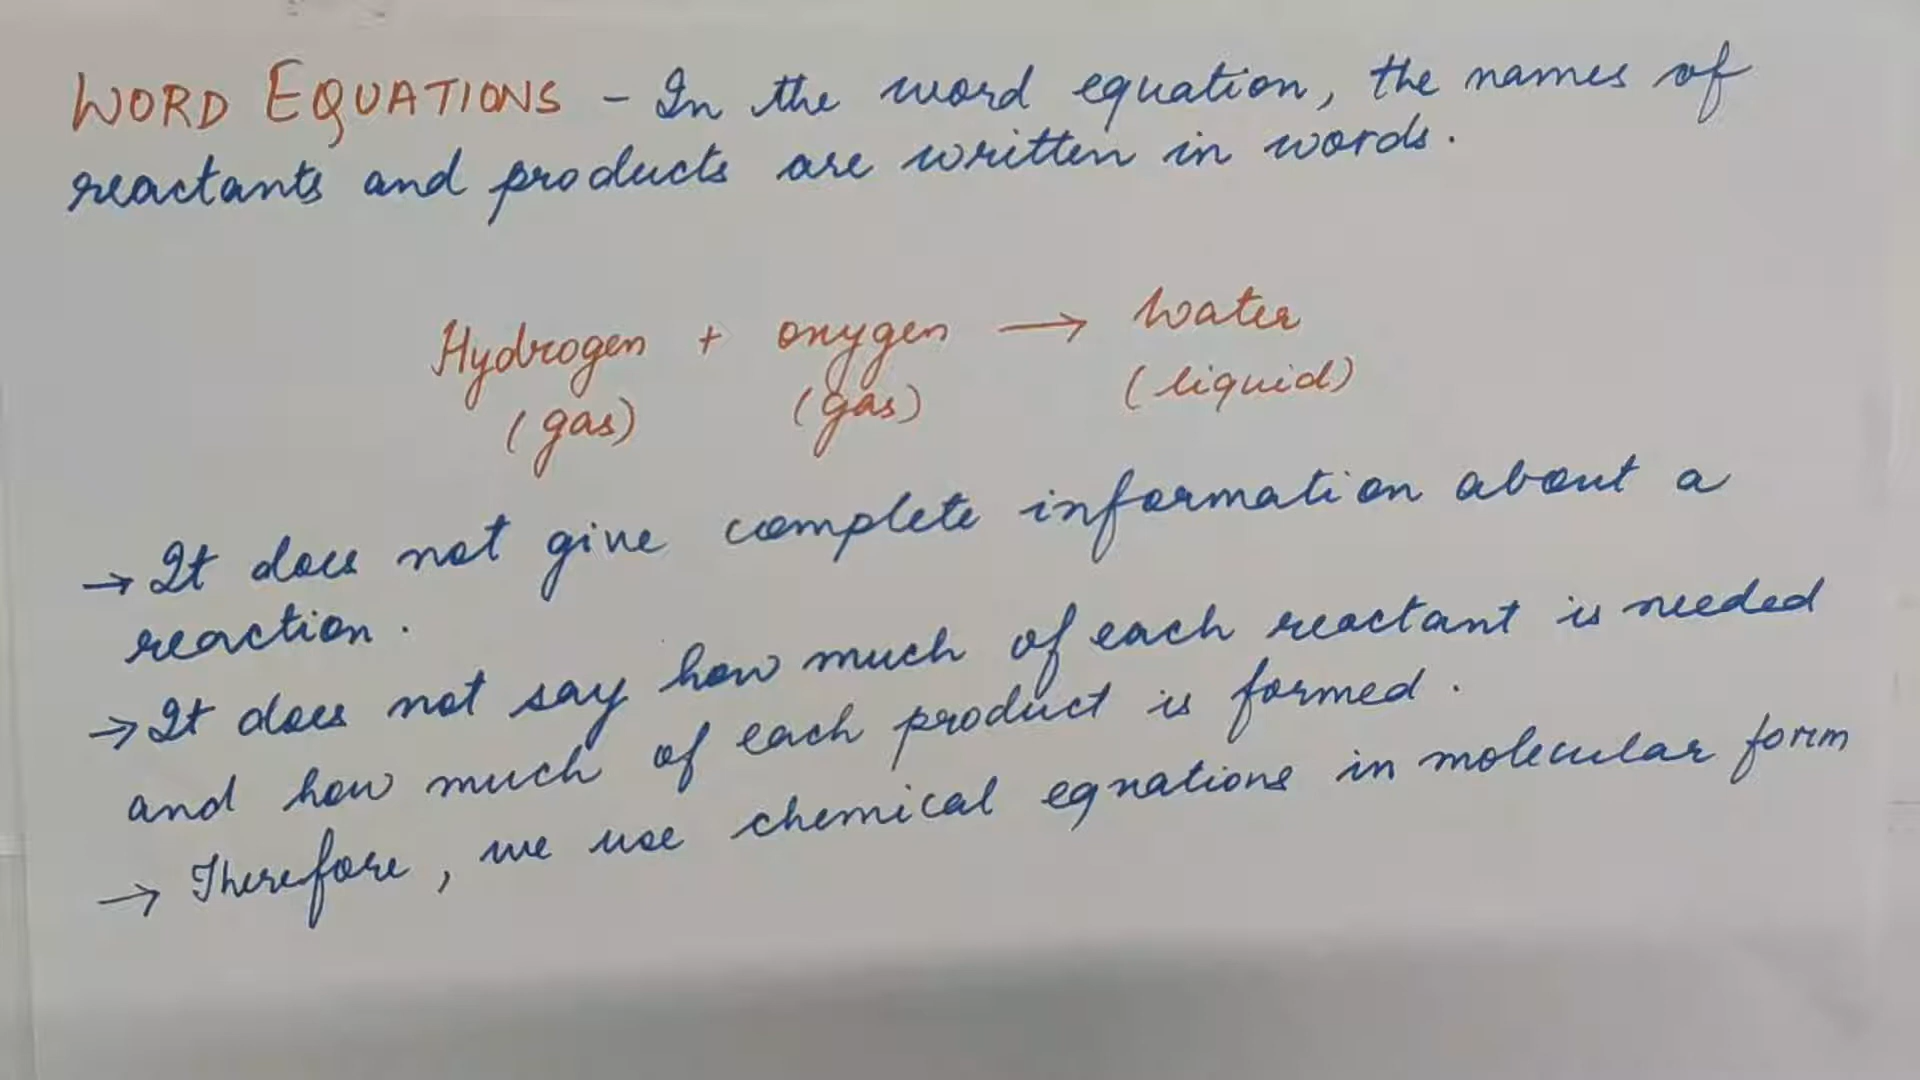 WORD EQUATIONS - In the word equation, the names of
reactants and products are written in words.
Hydrogen + oxygen → Water
(gas) (gas) (liquid)
→ It does not give complete information about a
reaction.
→ It does not say how much of each reactant is needed
and how much of each product is formed.
→ Therefore, we use chemical equations in molecular form